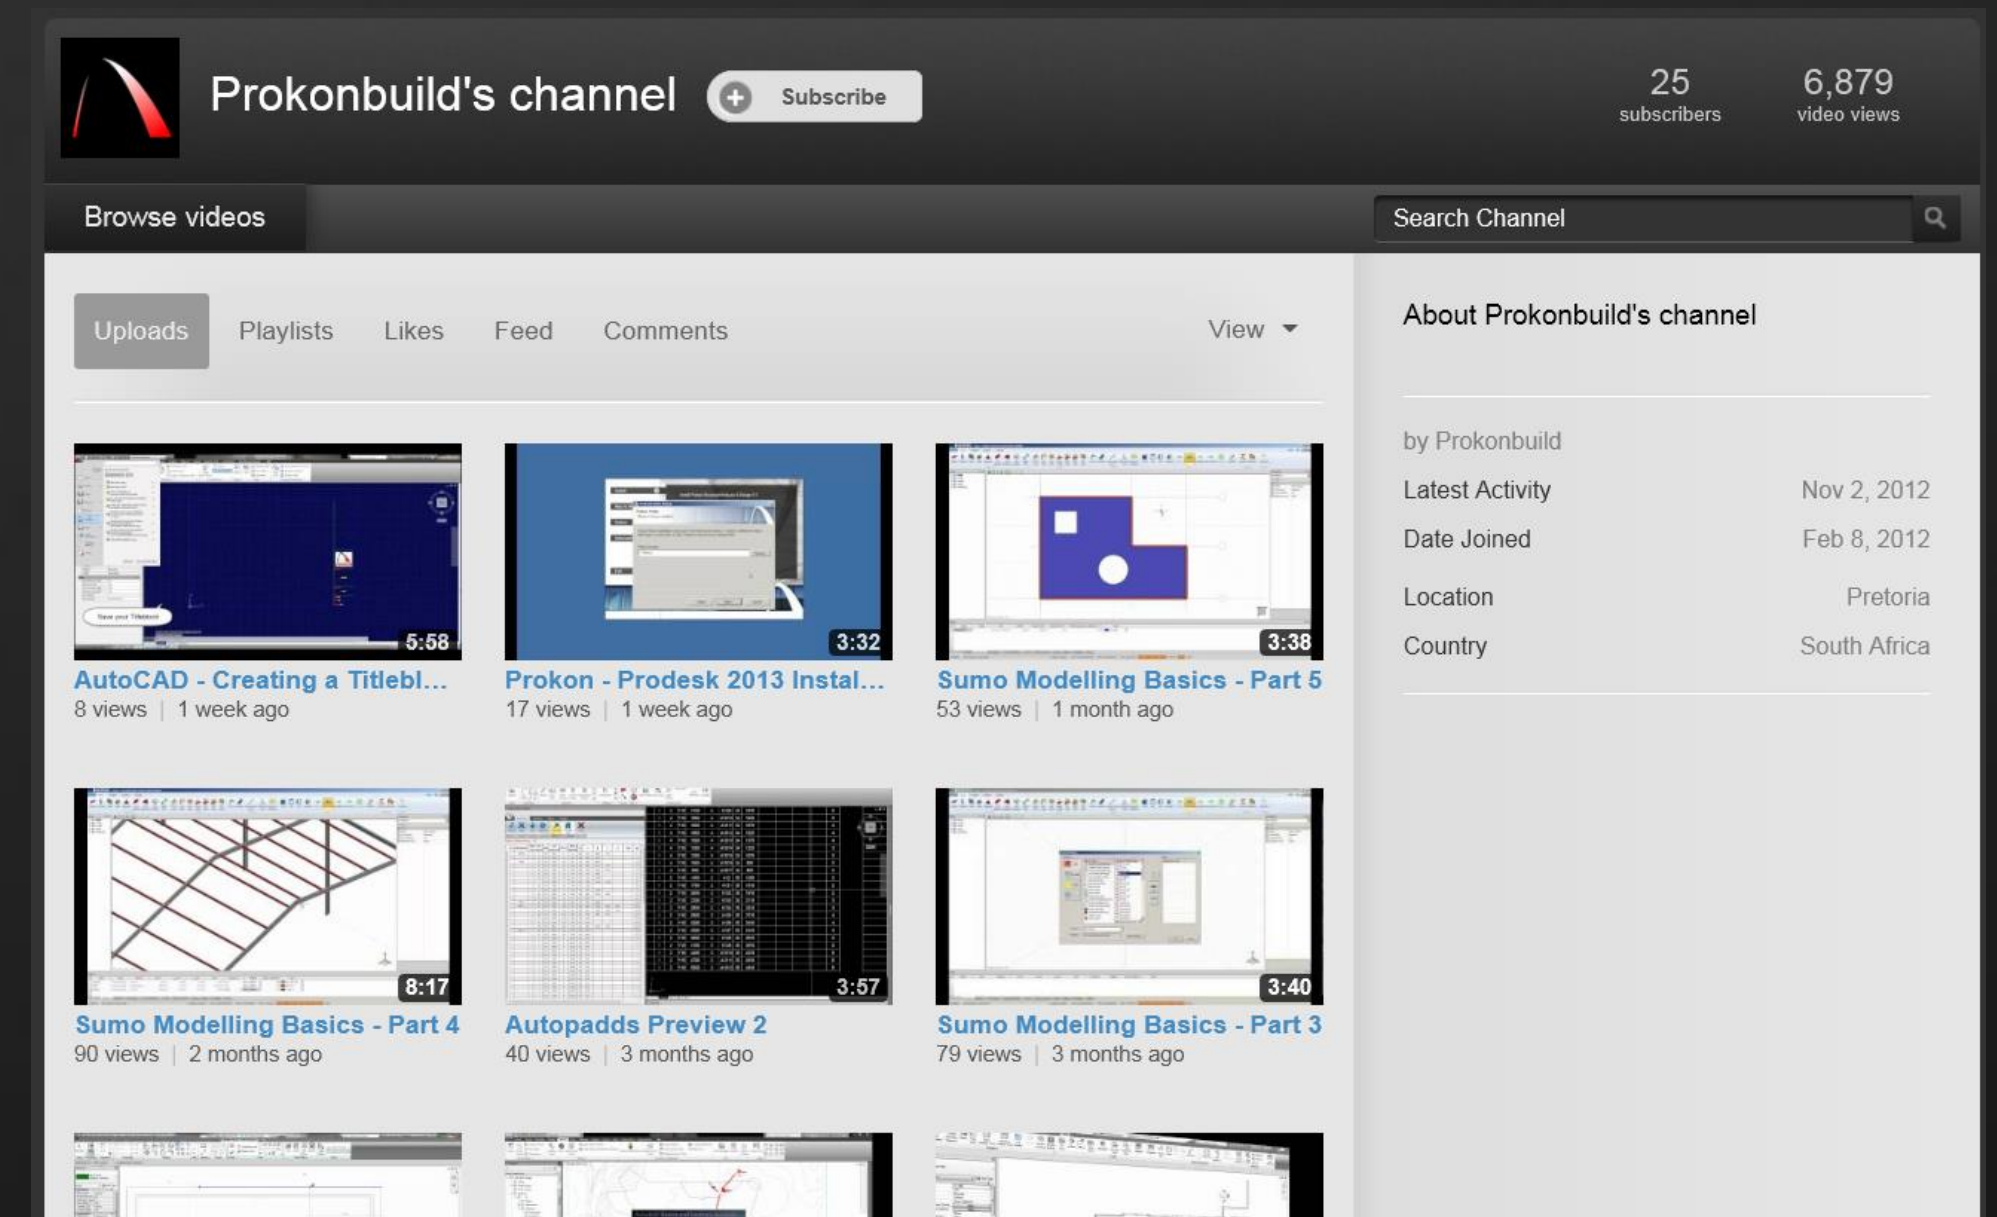 Prokonbuild's channel
Subscribe
25
subscribers
6,879
video views
Browse videos
Search Channel
Uploads
Playlists
Likes
Feed
Comments
View
5:58
AutoCAD - Creating a Titlebl...
8 views | 1 week ago
3:32
Prokon - Prodesk 2013 Instal...
17 views | 1 week ago
3:38
Sumo Modelling Basics - Part 5
53 views | 1 month ago
8:17
Sumo Modelling Basics - Part 4
90 views | 2 months ago
3:57
Autopadds Preview 2
40 views | 3 months ago
3:40
Sumo Modelling Basics - Part 3
79 views | 3 months ago
About Prokonbuild's channel
by Prokonbuild
Latest Activity Nov 2, 2012
Date Joined Feb 8, 2012
Location Pretoria
Country South Africa